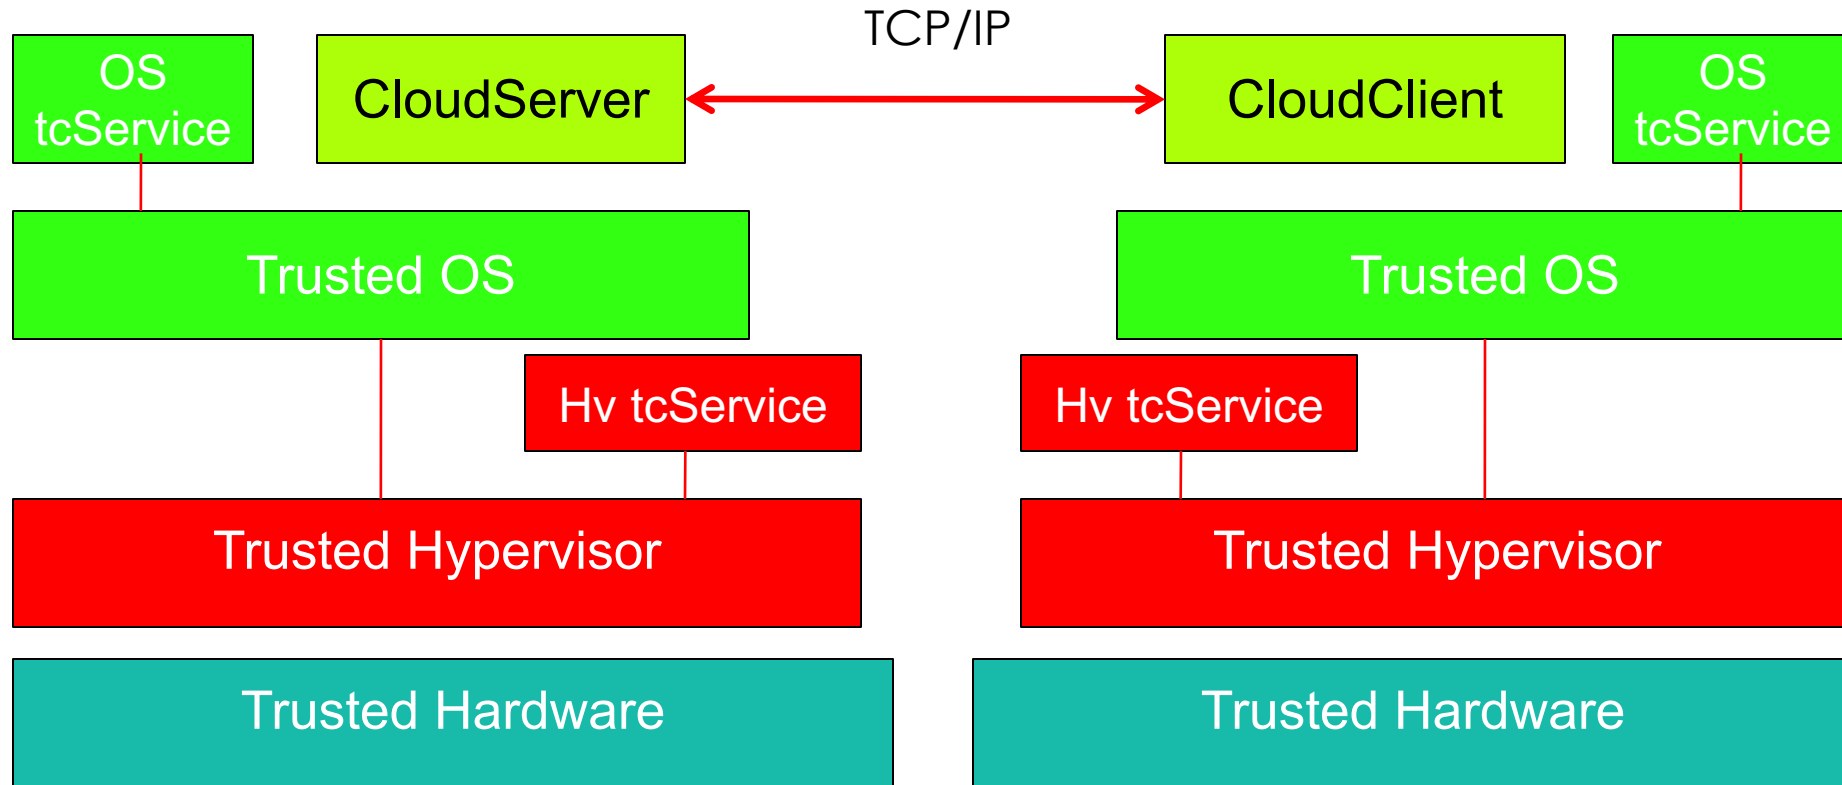 TCP/IP
OS
tcService
CloudServer
CloudClient
OS
tcService
Trusted OS
Trusted OS
Hv tcService
Hv tcService
Trusted Hypervisor
Trusted Hypervisor
Trusted Hardware
Trusted Hardware